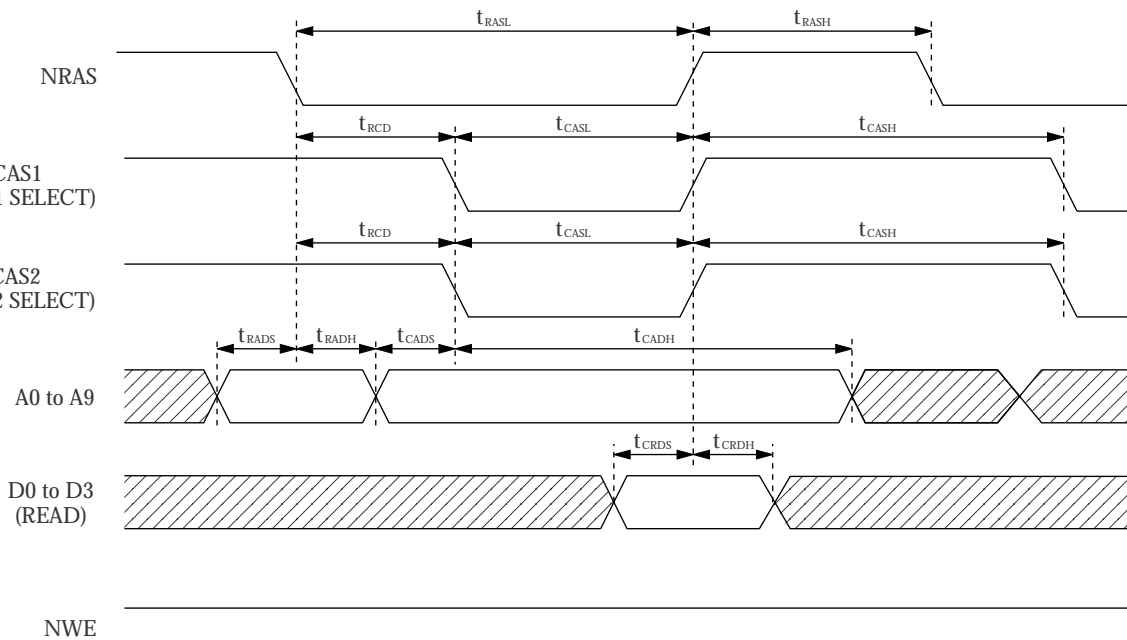 tRASL tRASH
NRAS
tRCD tCASL tCASH
CAS1
1 SELECT)
tRCD tCASL tCASH
CAS2
2 SELECT)
tRADS tRADH tCADS tCADH
A0 to A9
tCRDS tCRDH
D0 to D3
(READ)
NWE